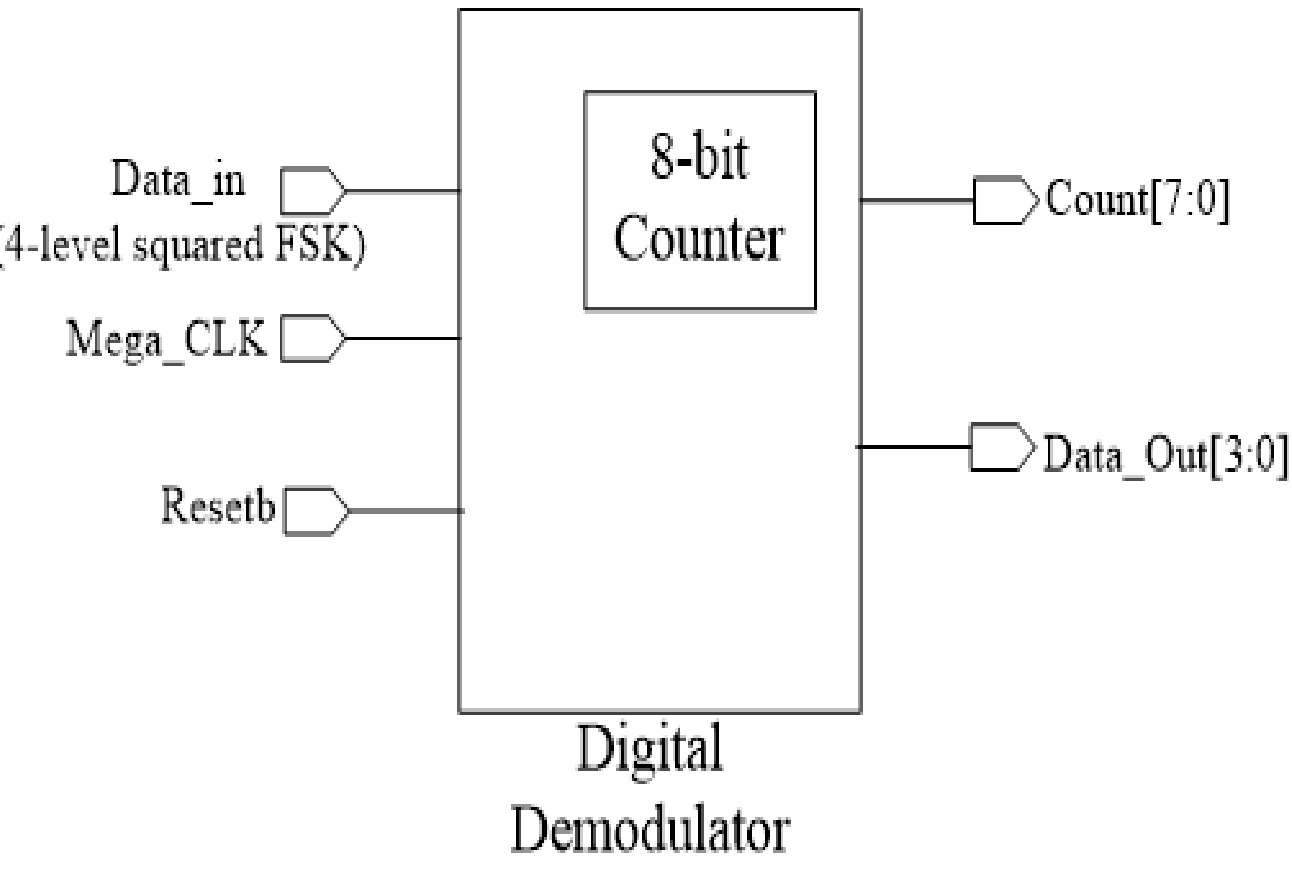 8-bit
Counter
Data_in
(4-level squared FSK)
Mega_CLK
Resetb
Count[7:0]
Data_Out[3:0]
Digital
Demodulator